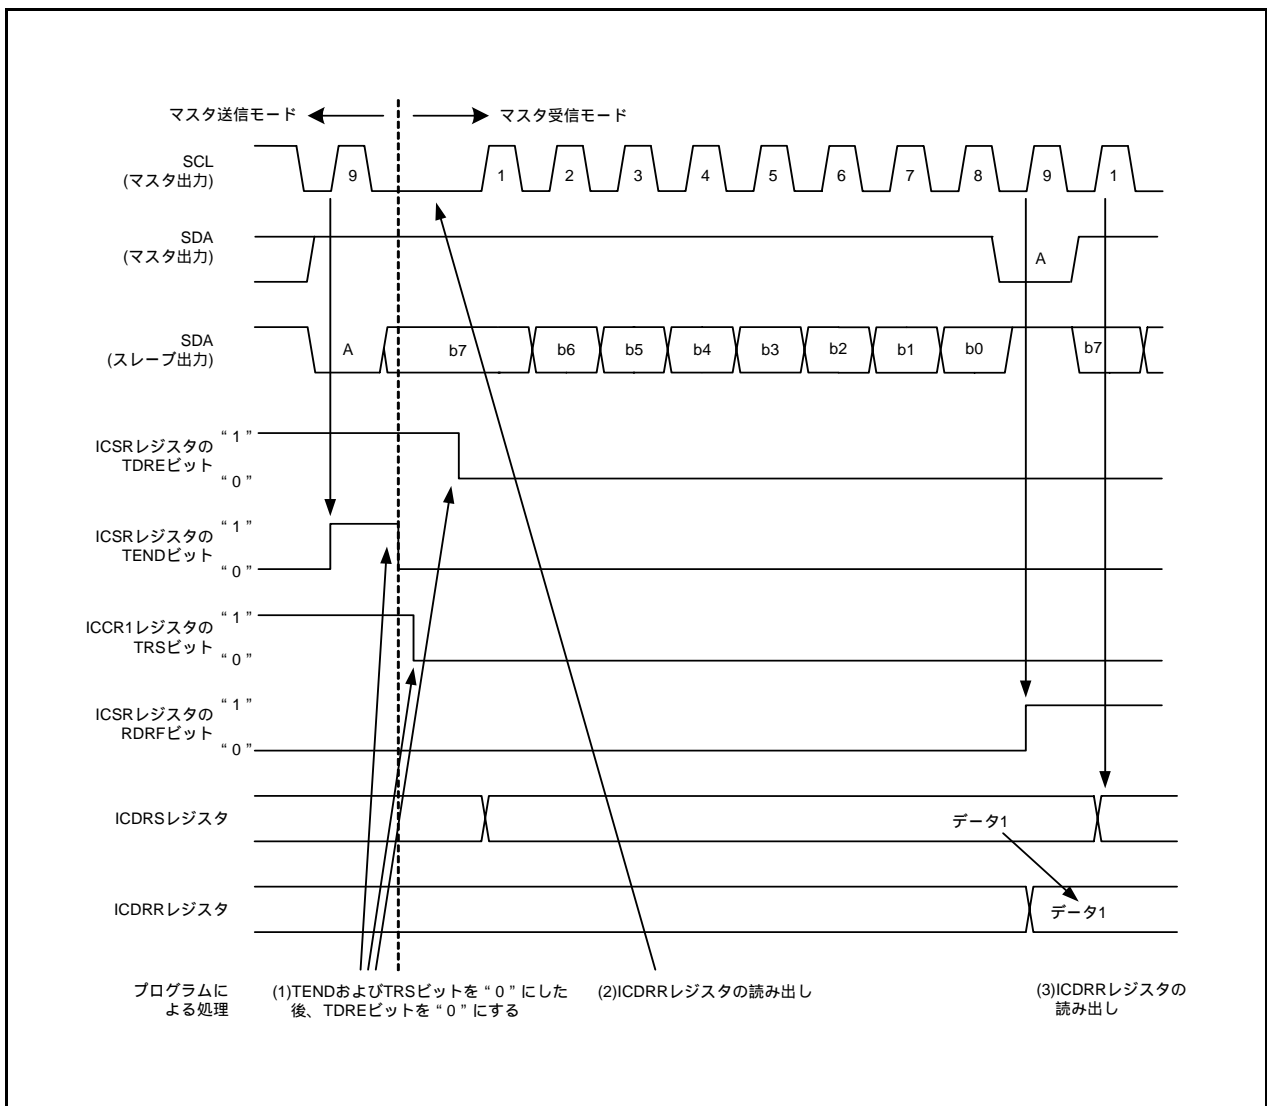 マスタ送信モード
マスタ受信モード
SCL
(マスタ出力)
9
1
2
3
4
5
6
7
8
9
1
SDA
(マスタ出力)
A
SDA
(スレーブ出力)
A
b7
b6
b5
b4
b3
b2
b1
b0
b7
ICSRレジスタの
TDREビット
“ 1 ”
“ 0 ”
ICSRレジスタの
TENDビット
“ 1 ”
“ 0 ”
ICCR1レジスタの
TRSビット
“ 1 ”
“ 0 ”
ICSRレジスタの
RDRFビット
“ 1 ”
“ 0 ”
ICDRSレジスタ
データ1
ICDRRレジスタ
データ1
プログラムに
よる処理
(1)TENDおよびTRSビットを “ 0 ” にした
後、TDREビットを “ 0 ” にする
(2)ICDRRレジスタの読み出し
(3)ICDRRレジスタの
読み出し